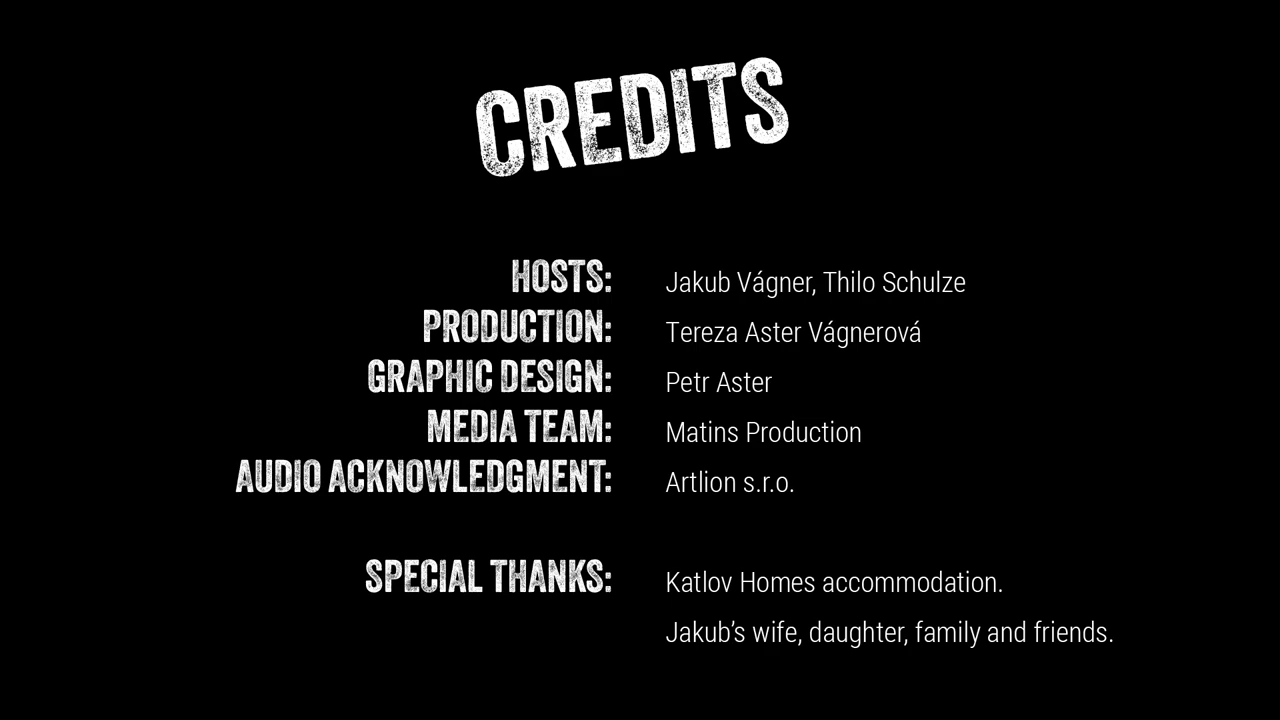 CREDITS
HOSTS: Jakub Vágner, Thilo Schulze
PRODUCTION: Tereza Aster Vágnerová
GRAPHIC DESIGN: Petr Aster
MEDIA TEAM: Matins Production
AUDIO ACKNOWLEDGMENT: Artlion s.r.o.
SPECIAL THANKS: Katlov Homes accommodation.
Jakub’s wife, daughter, family and friends.